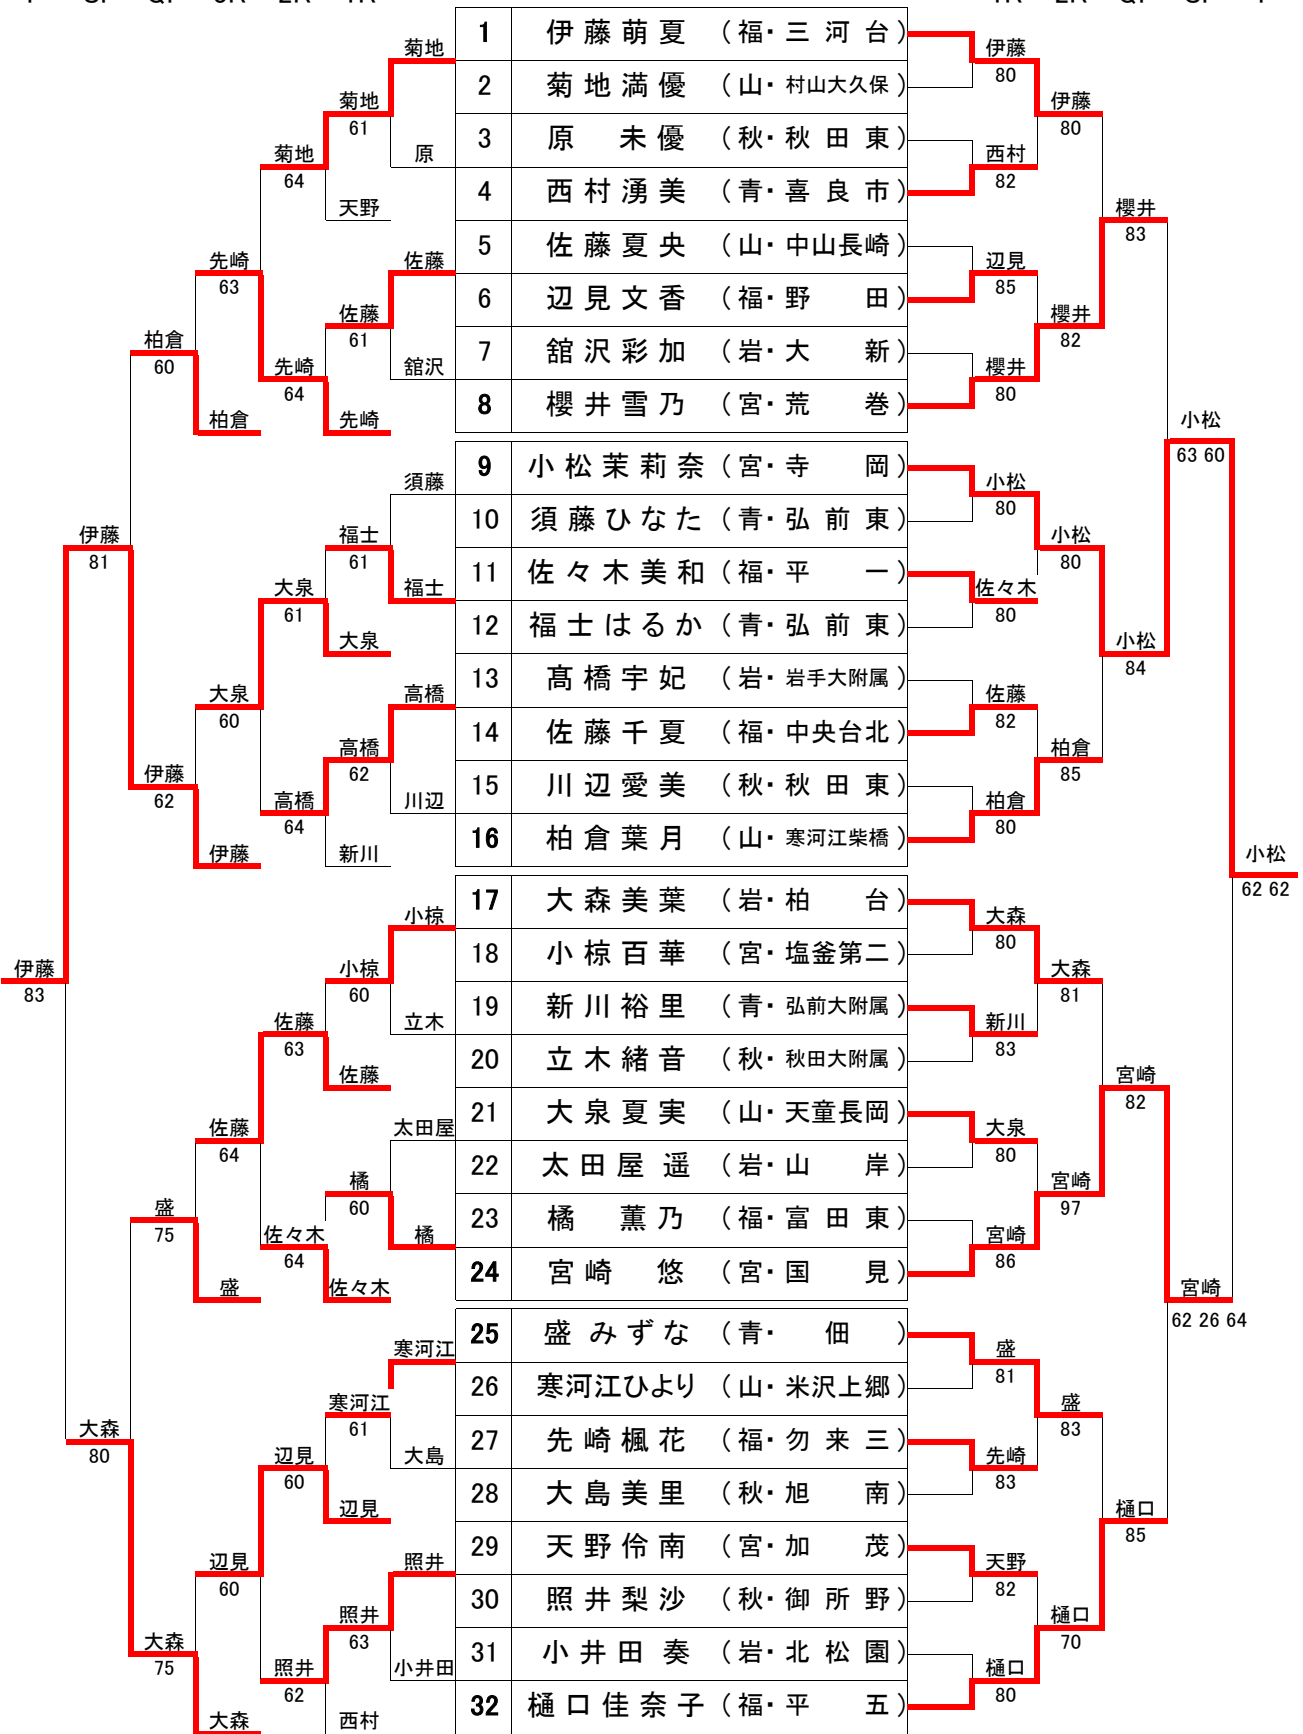 菊地
菊地
61
菊地
64
原
天野
先崎
63
佐藤
佐藤
61
舘沢
柏倉
60
先崎
64
柏倉
先崎
須藤
伊藤
81
福士
61
大泉
61
福士
大泉
大泉
60
高橋
高橋
62
伊藤
62
高橋
64
川辺
伊藤
新川
小椋
伊藤
83
小椋
60
佐藤
63
立木
佐藤
佐藤
64
太田屋
橘
60
盛
75
佐々木
64
橘
盛
佐々木
寒河江
寒河江
61
大森
80
辺見
60
大島
辺見
辺見
60
照井
照井
63
大森
75
照井
62
小井田
大森
西村
1 伊藤萌夏 (福・三河台)
2 菊地満優 (山・村山大久保)
3 原 未優 (秋・秋田東)
4 西村湧美 (青・喜良市)
5 佐藤夏央 (山・中山長崎)
6 辺見文香 (福・野 田)
7 舘沢彩加 (岩・大 新)
8 櫻井雪乃 (宮・荒 巻)
9 小松茉莉奈 (宮・寺 岡)
10 須藤ひなた (青・弘前東)
11 佐々木美和 (福・平 一)
12 福士はるか (青・弘前東)
13 髙橋宇妃 (岩・岩手大附属)
14 佐藤千夏 (福・中央台北)
15 川辺愛美 (秋・秋田東)
16 柏倉葉月 (山・寒河江柴橋)
17 大森美葉 (岩・柏 台)
18 小椋百華 (宮・塩釜第二)
19 新川裕里 (青・弘前大附属)
20 立木緒音 (秋・秋田大附属)
21 大泉夏実 (山・天童長岡)
22 太田屋遥 (岩・山 岸)
23 橘 薫乃 (福・富田東)
24 宮崎 悠 (宮・国 見)
25 盛みずな (青・ 佃 )
26 寒河江ひより (山・米沢上郷)
27 先崎楓花 (福・勿来三)
28 大島美里 (秋・旭 南)
29 天野伶南 (宮・加 茂)
30 照井梨沙 (秋・御所野)
31 小井田奏 (岩・北松園)
32 樋口佳奈子 (福・平 五)
伊藤
80
伊藤
80
西村
82
櫻井
83
辺見
85
櫻井
82
櫻井
80
小松
63 60
小松
80
小松
80
佐々木
80
小松
84
佐藤
82
柏倉
85
柏倉
80
小松
62 62
大森
80
大森
81
新川
83
宮崎
82
大泉
80
宮崎
97
宮崎
86
宮崎
62 26 64
盛
81
盛
83
先崎
83
樋口
85
天野
82
樋口
70
樋口
80